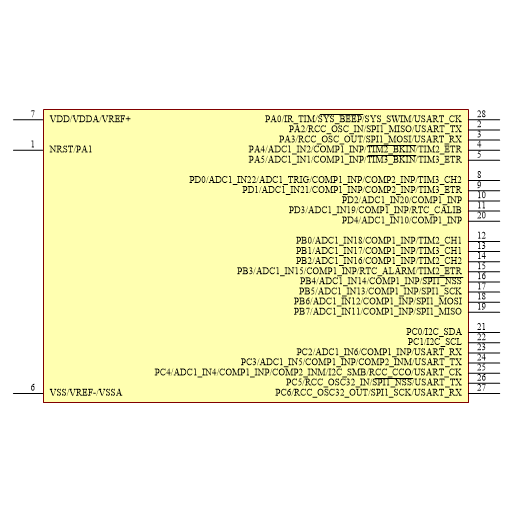 7 VDD/VDDA/VREF+ PA0/IR_TIM/SYS_BEEP/SYS_SWIM/USART_CK 28
PA2/RCC_OSC_IN/SPI1_MISO/USART_TX 2
PA3/RCC_OSC_OUT/SPI1_MOSI/USART_RX 3
1 NRST/PA1 PA4/ADC1_IN2/COMP1_INP/TIM2_BKIN/TIM2_ETR 4
PA5/ADC1_IN1/COMP1_INP/TIM3_BKIN/TIM3_ETR 5
PD0/ADC1_IN22/ADC1_TRIG/COMP1_INP/COMP2_INP/TIM3_CH2 8
PD1/ADC1_IN21/COMP1_INP/COMP2_INP/TIM3_ETR 9
PD2/ADC1_IN20/COMP1_INP 10
PD3/ADC1_IN19/COMP1_INP/RTC_CALIB 11
PD4/ADC1_IN10/COMP1_INP 20
PB0/ADC1_IN18/COMP1_INP/TIM2_CH1 12
PB1/ADC1_IN17/COMP1_INP/TIM3_CH1 13
PB2/ADC1_IN16/COMP1_INP/TIM2_CH2 14
PB3/ADC1_IN15/COMP1_INP/RTC_ALARM/TIM2_ETR 15
PB4/ADC1_IN14/COMP1_INP/SPI1_NSS 16
PB5/ADC1_IN13/COMP1_INP/SPI1_SCK 17
PB6/ADC1_IN12/COMP1_INP/SPI1_MOSI 18
PB7/ADC1_IN11/COMP1_INP/SPI1_MISO 19
PC0/I2C_SDA 21
PC1/I2C_SCL 22
PC2/ADC1_IN6/COMP1_INP/USART_RX 23
PC3/ADC1_IN5/COMP1_INP/COMP2_INM/USART_TX 24
PC4/ADC1_IN4/COMP1_INP/COMP2_INM/I2C_SMB/RCC_CCO/USART_CK 25
PC5/RCC_OSC32_IN/SPI1_NSS/USART_TX 26
6 VSS/VREF-/VSSA PC6/RCC_OSC32_OUT/SPI1_SCK/USART_RX 27